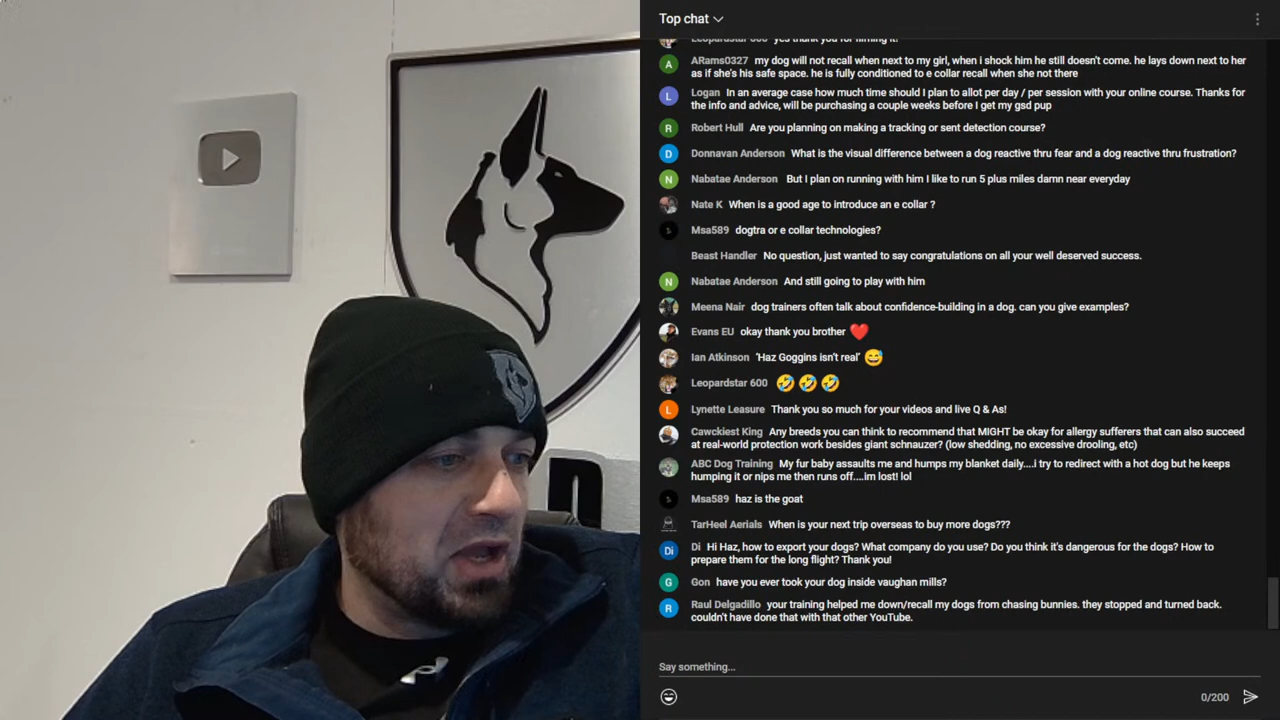 Top chat
Leopardstar 600 yes thank you for filming it!
ARams0327 my dog will not recall when next to my girl, when i shock him he still doesn't come. he lays down next to her
as if she's his safe space. he is fully conditioned to e collar recall when she not there
Logan In an average case how much time should I plan to allot per day / per session with your online course. Thanks for
the info and advice, will be purchasing a couple weeks before I get my gsd pup
Robert Hull Are you planning on making a tracking or sent detection course?
Donnavan Anderson What is the visual difference between a dog reactive thru fear and a dog reactive thru frustration?
Nabatae Anderson But I plan on running with him I like to run 5 plus miles damn near everyday
Nate K When is a good age to introduce an e collar ?
Msa589 dogtra or e collar technologies?
Beast Handler No question, just wanted to say congratulations on all your well deserved success.
Nabatae Anderson And still going to play with him
Meena Nair dog trainers often talk about confidence-building in a dog. can you give examples?
Evans EU okay thank you brother ❤️
Ian Atkinson 'Haz Goggins isn't real' 😅
Leopardstar 600 🤣🤣🤣
Lynette Leasure Thank you so much for your videos and live Q & As!
Cawckiest King Any breeds you can think to recommend that MIGHT be okay for allergy sufferers that can also succeed
at real-world protection work besides giant schnauzer? (low shedding, no excessive drooling, etc)
ABC Dog Training My fur baby assaults me and humps my blanket daily....i try to redirect with a hot dog but he keeps
humping it or nips me then runs off....im lost! lol
Msa589 haz is the goat
TarHeel Aerials When is your next trip overseas to buy more dogs???
Di Hi Haz, how to export your dogs? What company do you use? Do you think it's dangerous for the dogs? How to
prepare them for the long flight? Thank you!
Gon have you ever took your dog inside vaughan mills?
Raul Delgadillo your training helped me down/recall my dogs from chasing bunnies. they stopped and turned back.
couldn't have done that with that other YouTube.
Say something...
0/200